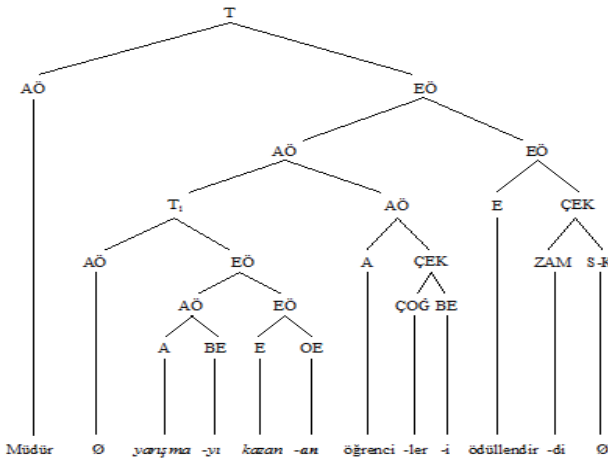 T
AÖ EÖ
AÖ EÖ
T₁ AÖ E ÇEK
AÖ EÖ A ÇEK ZAM S-K
AÖ EÖ ÇOĞ BE
A BE E OE
Müdür Ø yarışma -yı kazan -an öğrenci -ler -i ödüllendir -di Ø